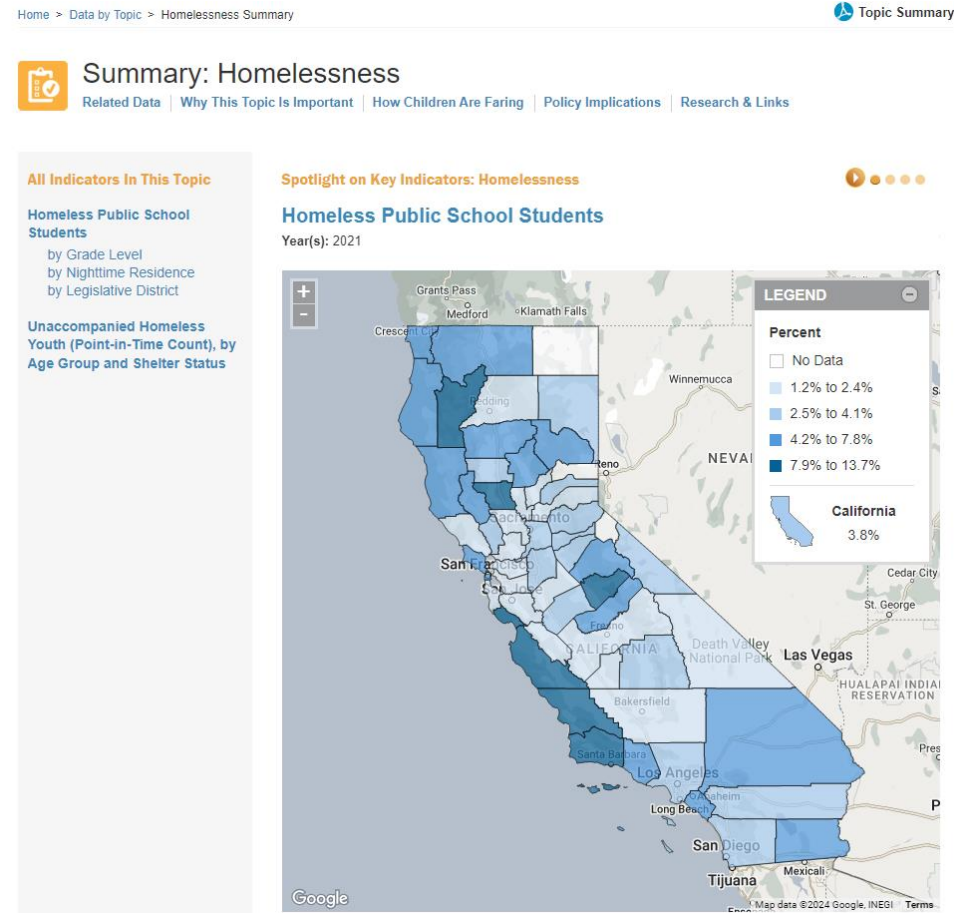 Home > Data by Topic > Homelessness Summary
Topic Summary
Summary: Homelessness
Related Data | Why This Topic Is Important | How Children Are Faring | Policy Implications | Research & Links
All Indicators In This Topic
Homeless Public School
Students
by Grade Level
by Nighttime Residence
by Legislative District
Unaccompanied Homeless
Youth (Point-in-Time Count), by
Age Group and Shelter Status
Spotlight on Key Indicators: Homelessness
Homeless Public School Students
Year(s): 2021
+
-
Grants Pass
Medford
Klamath Falls
Crescent City
Redding
Winnemucca
Reno
NEVA
Sacramento
San Francisco
San Jose
Fresno
CALIFORNIA
Death Valley
National Park
Las Vegas
Cedar City
St. George
HUALAPAI INDIA
RESERVATION
Bakersfield
Pres
Santa Barbara
Los Angeles
Anaheim
Long Beach
P
San Diego
Mexicali
Tijuana
LEGEND
Percent
No Data
1.2% to 2.4%
2.5% to 4.1%
4.2% to 7.8%
7.9% to 13.7%
California
3.8%
Google
Map data ©2024 Google, INEGI
Terms